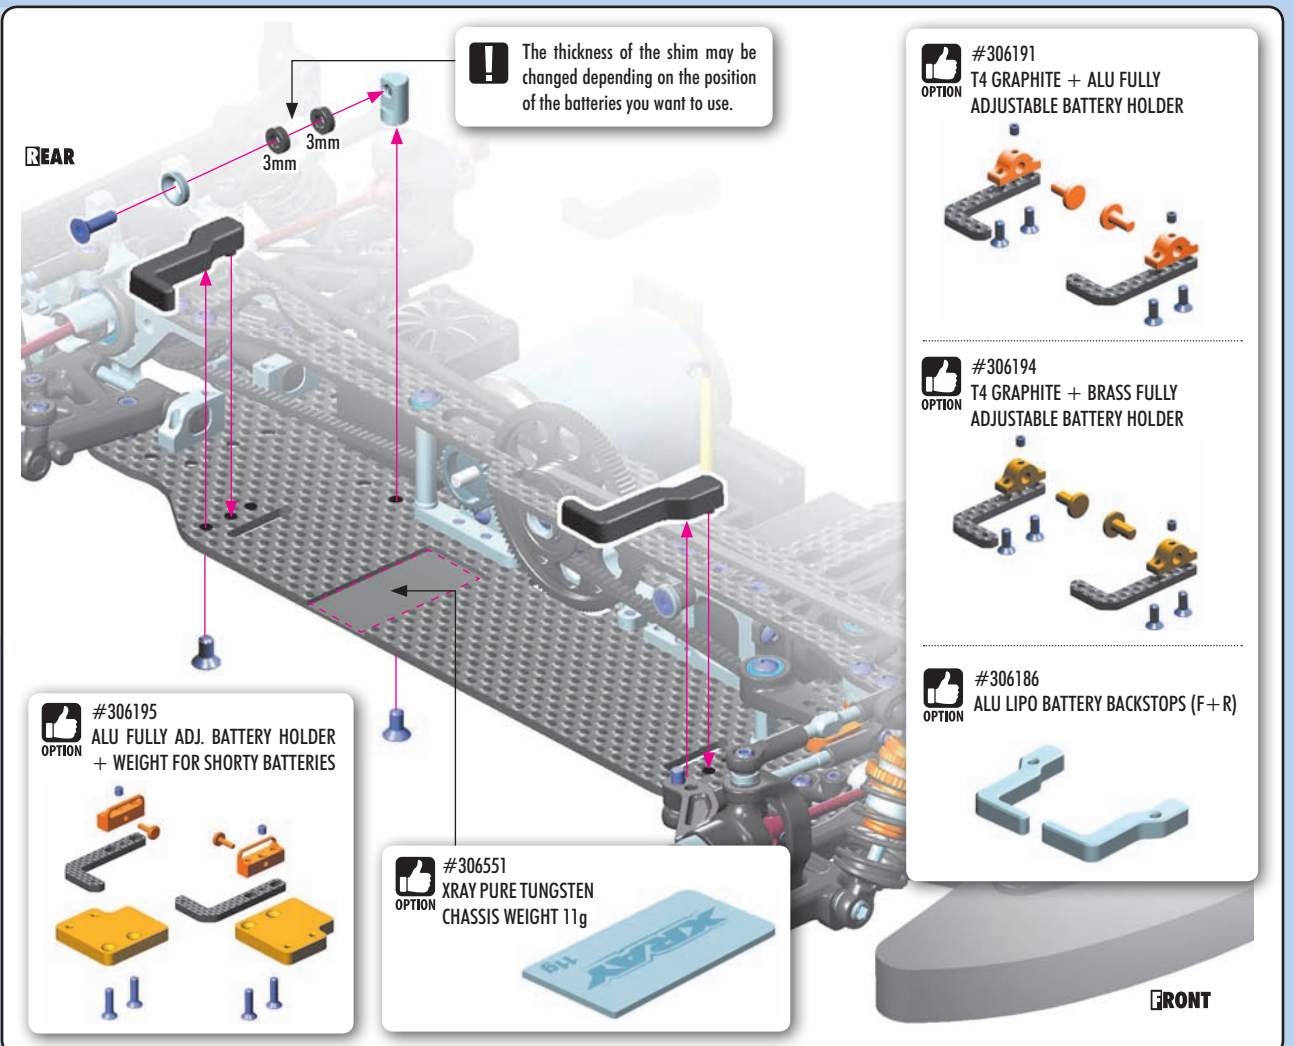 The thickness of the shim may be
changed depending on the position
of the batteries you want to use.
3mm
3mm
REAR
#306191
T4 GRAPHITE + ALU FULLY
ADJUSTABLE BATTERY HOLDER
OPTION
#306194
T4 GRAPHITE + BRASS FULLY
ADJUSTABLE BATTERY HOLDER
OPTION
#306186
ALU LIPO BATTERY BACKSTOPS (F+R)
OPTION
#306195
ALU FULLY ADJ. BATTERY HOLDER
+ WEIGHT FOR SHORTY BATTERIES
OPTION
#306551
XRAY PURE TUNGSTEN
CHASSIS WEIGHT 11g
OPTION
XRAY
11g
FRONT